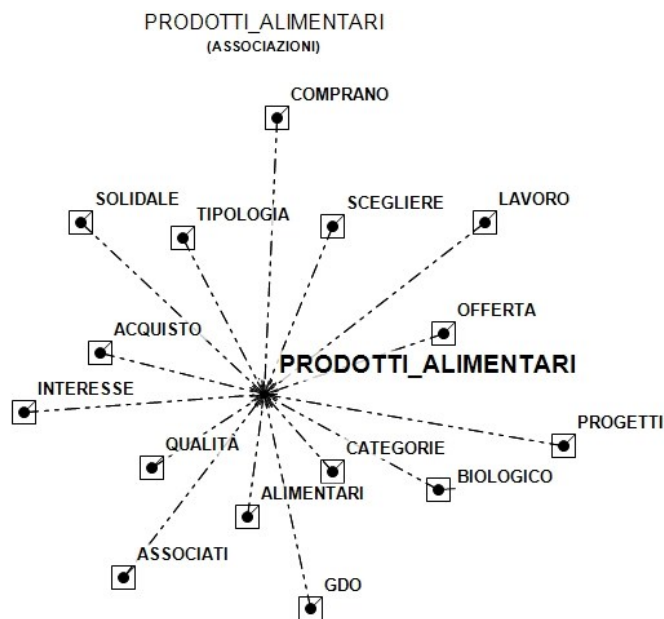 PRODOTTI_ALIMENTARI
(ASSOCIAZIONI)
COMPRANO
SOLIDALE
TIPOLOGIA
SCEGLIERE
LAVORO
ACQUISTO
OFFERTA
PRODOTTI_ALIMENTARI
INTERESSE
QUALITÀ
CATEGORIE
PROGETTI
ALIMENTARI
BIOLOGICO
ASSOCIATI
GDO